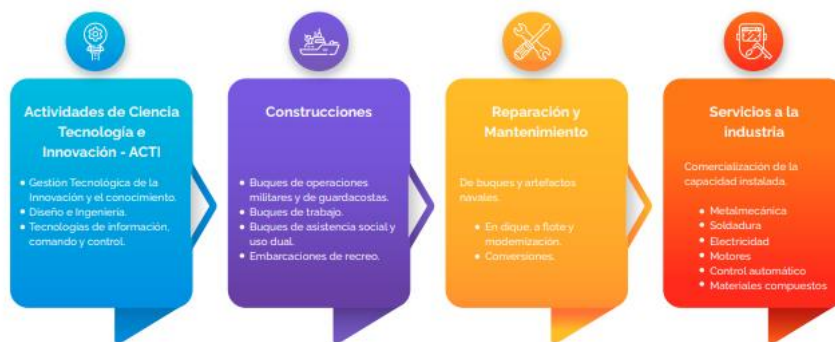 Actividades de Ciencia
Tecnología e
Innovación - ACTI
• Gestión Tecnológica de la
Innovación y el conocimiento.
• Diseño e Ingeniería.
• Tecnologías de información,
comando y control.
Construcciones
• Buques de operaciones
militares y de guardacostas.
• Buques de trabajo.
• Buques de asistencia social y
uso dual.
• Embarcaciones de recreo.
Reparación y
Mantenimiento
De buques y artefactos
navales.
• En dique, a flote y
modernización.
• Conversiones.
Servicios a la
industria
Comercialización de la
capacidad instalada.
• Metalmecánica
• Soldadura
• Electricidad
• Motores
• Control automático
• Materiales compuestos